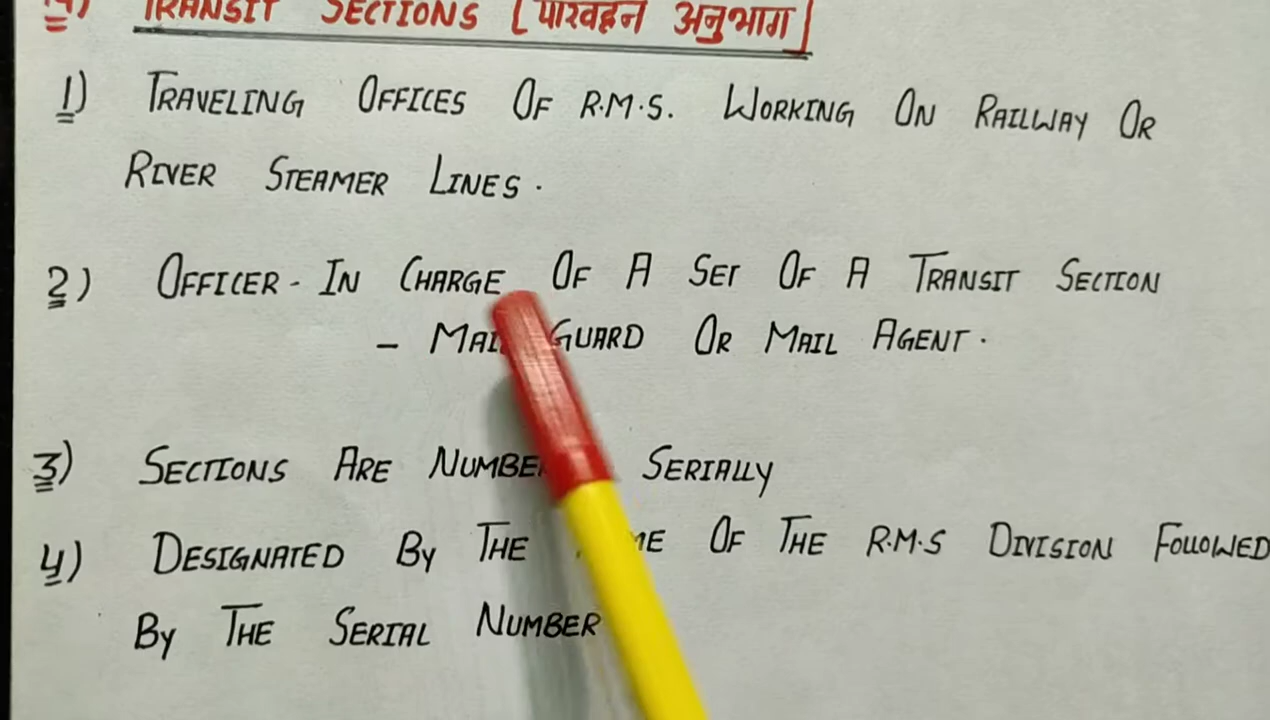 TRANSIT SECTIONS [पारवहन अनुभाग]
1) TRAVELING OFFICES OF R.M.S. WORKING ON RAILWAY OR
RIVER STEAMER LINES.
2) OFFICER-IN CHARGE OF A SET OF A TRANSIT SECTION
- MAIL GUARD OR MAIL AGENT.
3) SECTIONS ARE SERIALLY
4) DESIGNATED BY THE OF THE R.M.S DIVISION FOLLOWED
BY THE SERIAL NUMBER